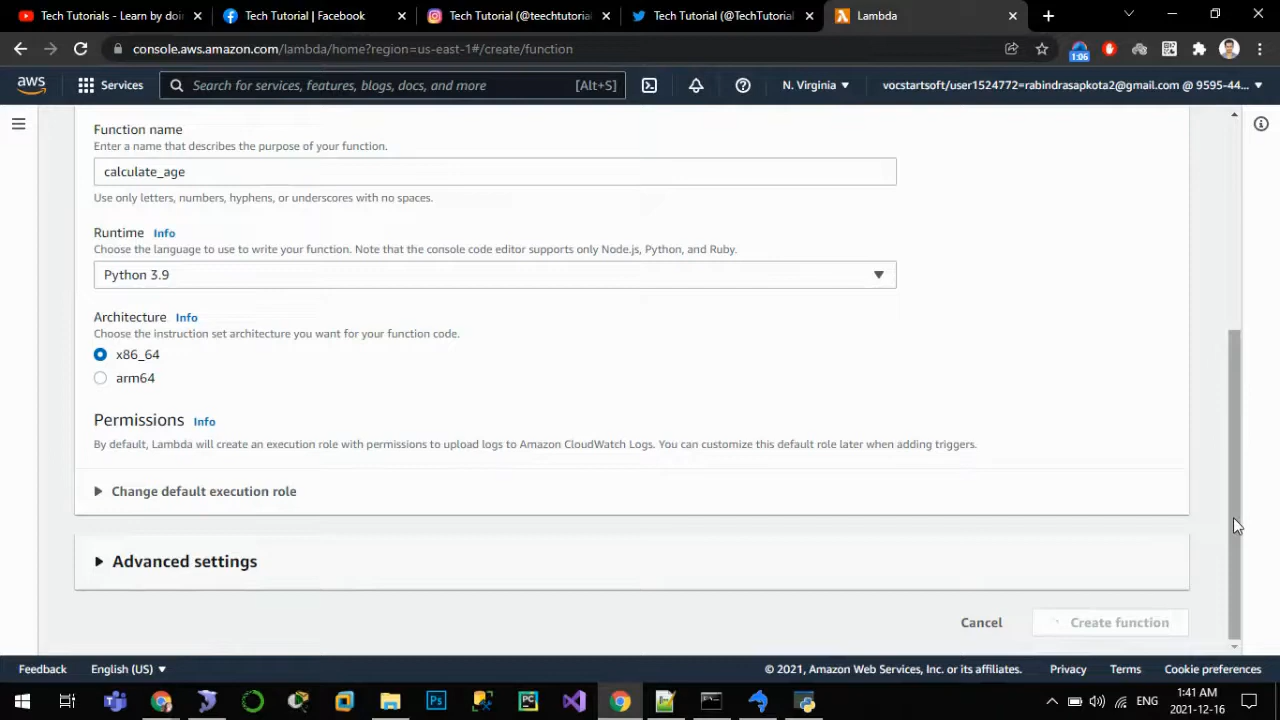 Tech Tutorials - Learn by doi
Tech Tutorial | Facebook
Tech Tutorial (@teechtutorial
Tech Tutorial (@TechTutorial
Lambda
console.aws.amazon.com/lambda/home?region=us-east-1#/create/function
1:06
aws
Services
Search for services, features, blogs, docs, and more
[Alt+S]
N. Virginia
vocstartsoft/user1524772=rabindrasapkota2@gmail.com @ 9595-44...
Function name
Enter a name that describes the purpose of your function.
calculate_age
Use only letters, numbers, hyphens, or underscores with no spaces.
Runtime Info
Choose the language to use to write your function. Note that the console code editor supports only Node.js, Python, and Ruby.
Python 3.9
Architecture Info
Choose the instruction set architecture you want for your function code.
x86_64
arm64
Permissions Info
By default, Lambda will create an execution role with permissions to upload logs to Amazon CloudWatch Logs. You can customize this default role later when adding triggers.
Change default execution role
Advanced settings
Cancel
Create function
Feedback
English (US)
© 2021, Amazon Web Services, Inc. or its affiliates.
Privacy
Terms
Cookie preferences
Ps
PC
ENG
1:41 AM
2021-12-16